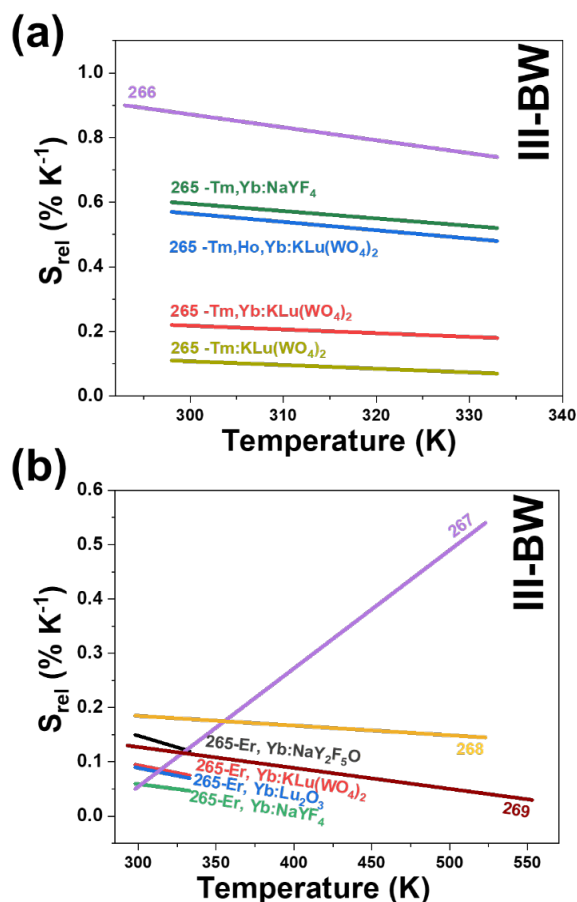 (a)
III-BW
S_rel (% K⁻¹)
1.0
0.8
0.6
0.4
0.2
0.0
266
265 -Tm,Yb:NaYF₄
265 -Tm,Ho,Yb:KLu(WO₄)₂
265 -Tm,Yb:KLu(WO₄)₂
265 -Tm:KLu(WO₄)₂
300 310 320 330 340
Temperature (K)
(b)
III-BW
S_rel (% K⁻¹)
0.6
0.5
0.4
0.3
0.2
0.1
0.0
267
268
265-Er, Yb:NaY₂F₅O
265-Er, Yb:KLu(WO₄)₂
265-Er, Yb:Lu₂O₃
265-Er, Yb:NaYF₄
269
300 350 400 450 500 550
Temperature (K)